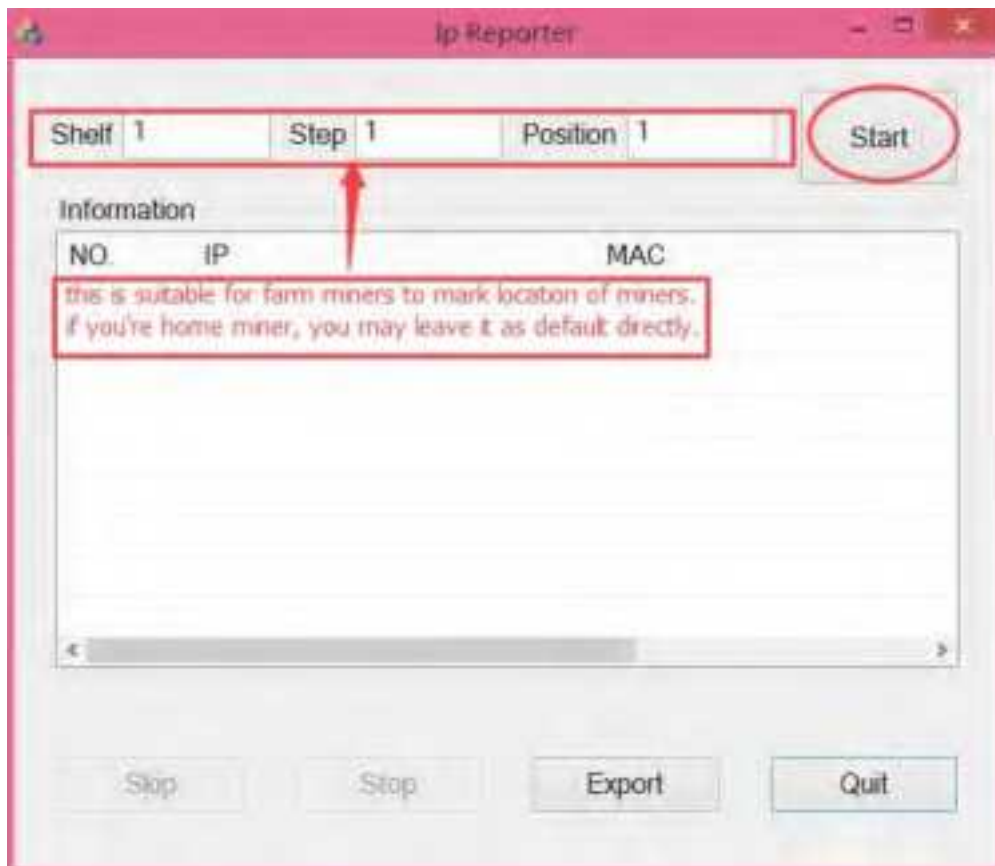 Ip Reporter
Shelf 1 Step 1 Position 1 Start
Information
NO. IP MAC
this is suitable for farm miners to mark location of miners.
if you're home miner, you may leave it as default directly.
Skip Stop Export Quit